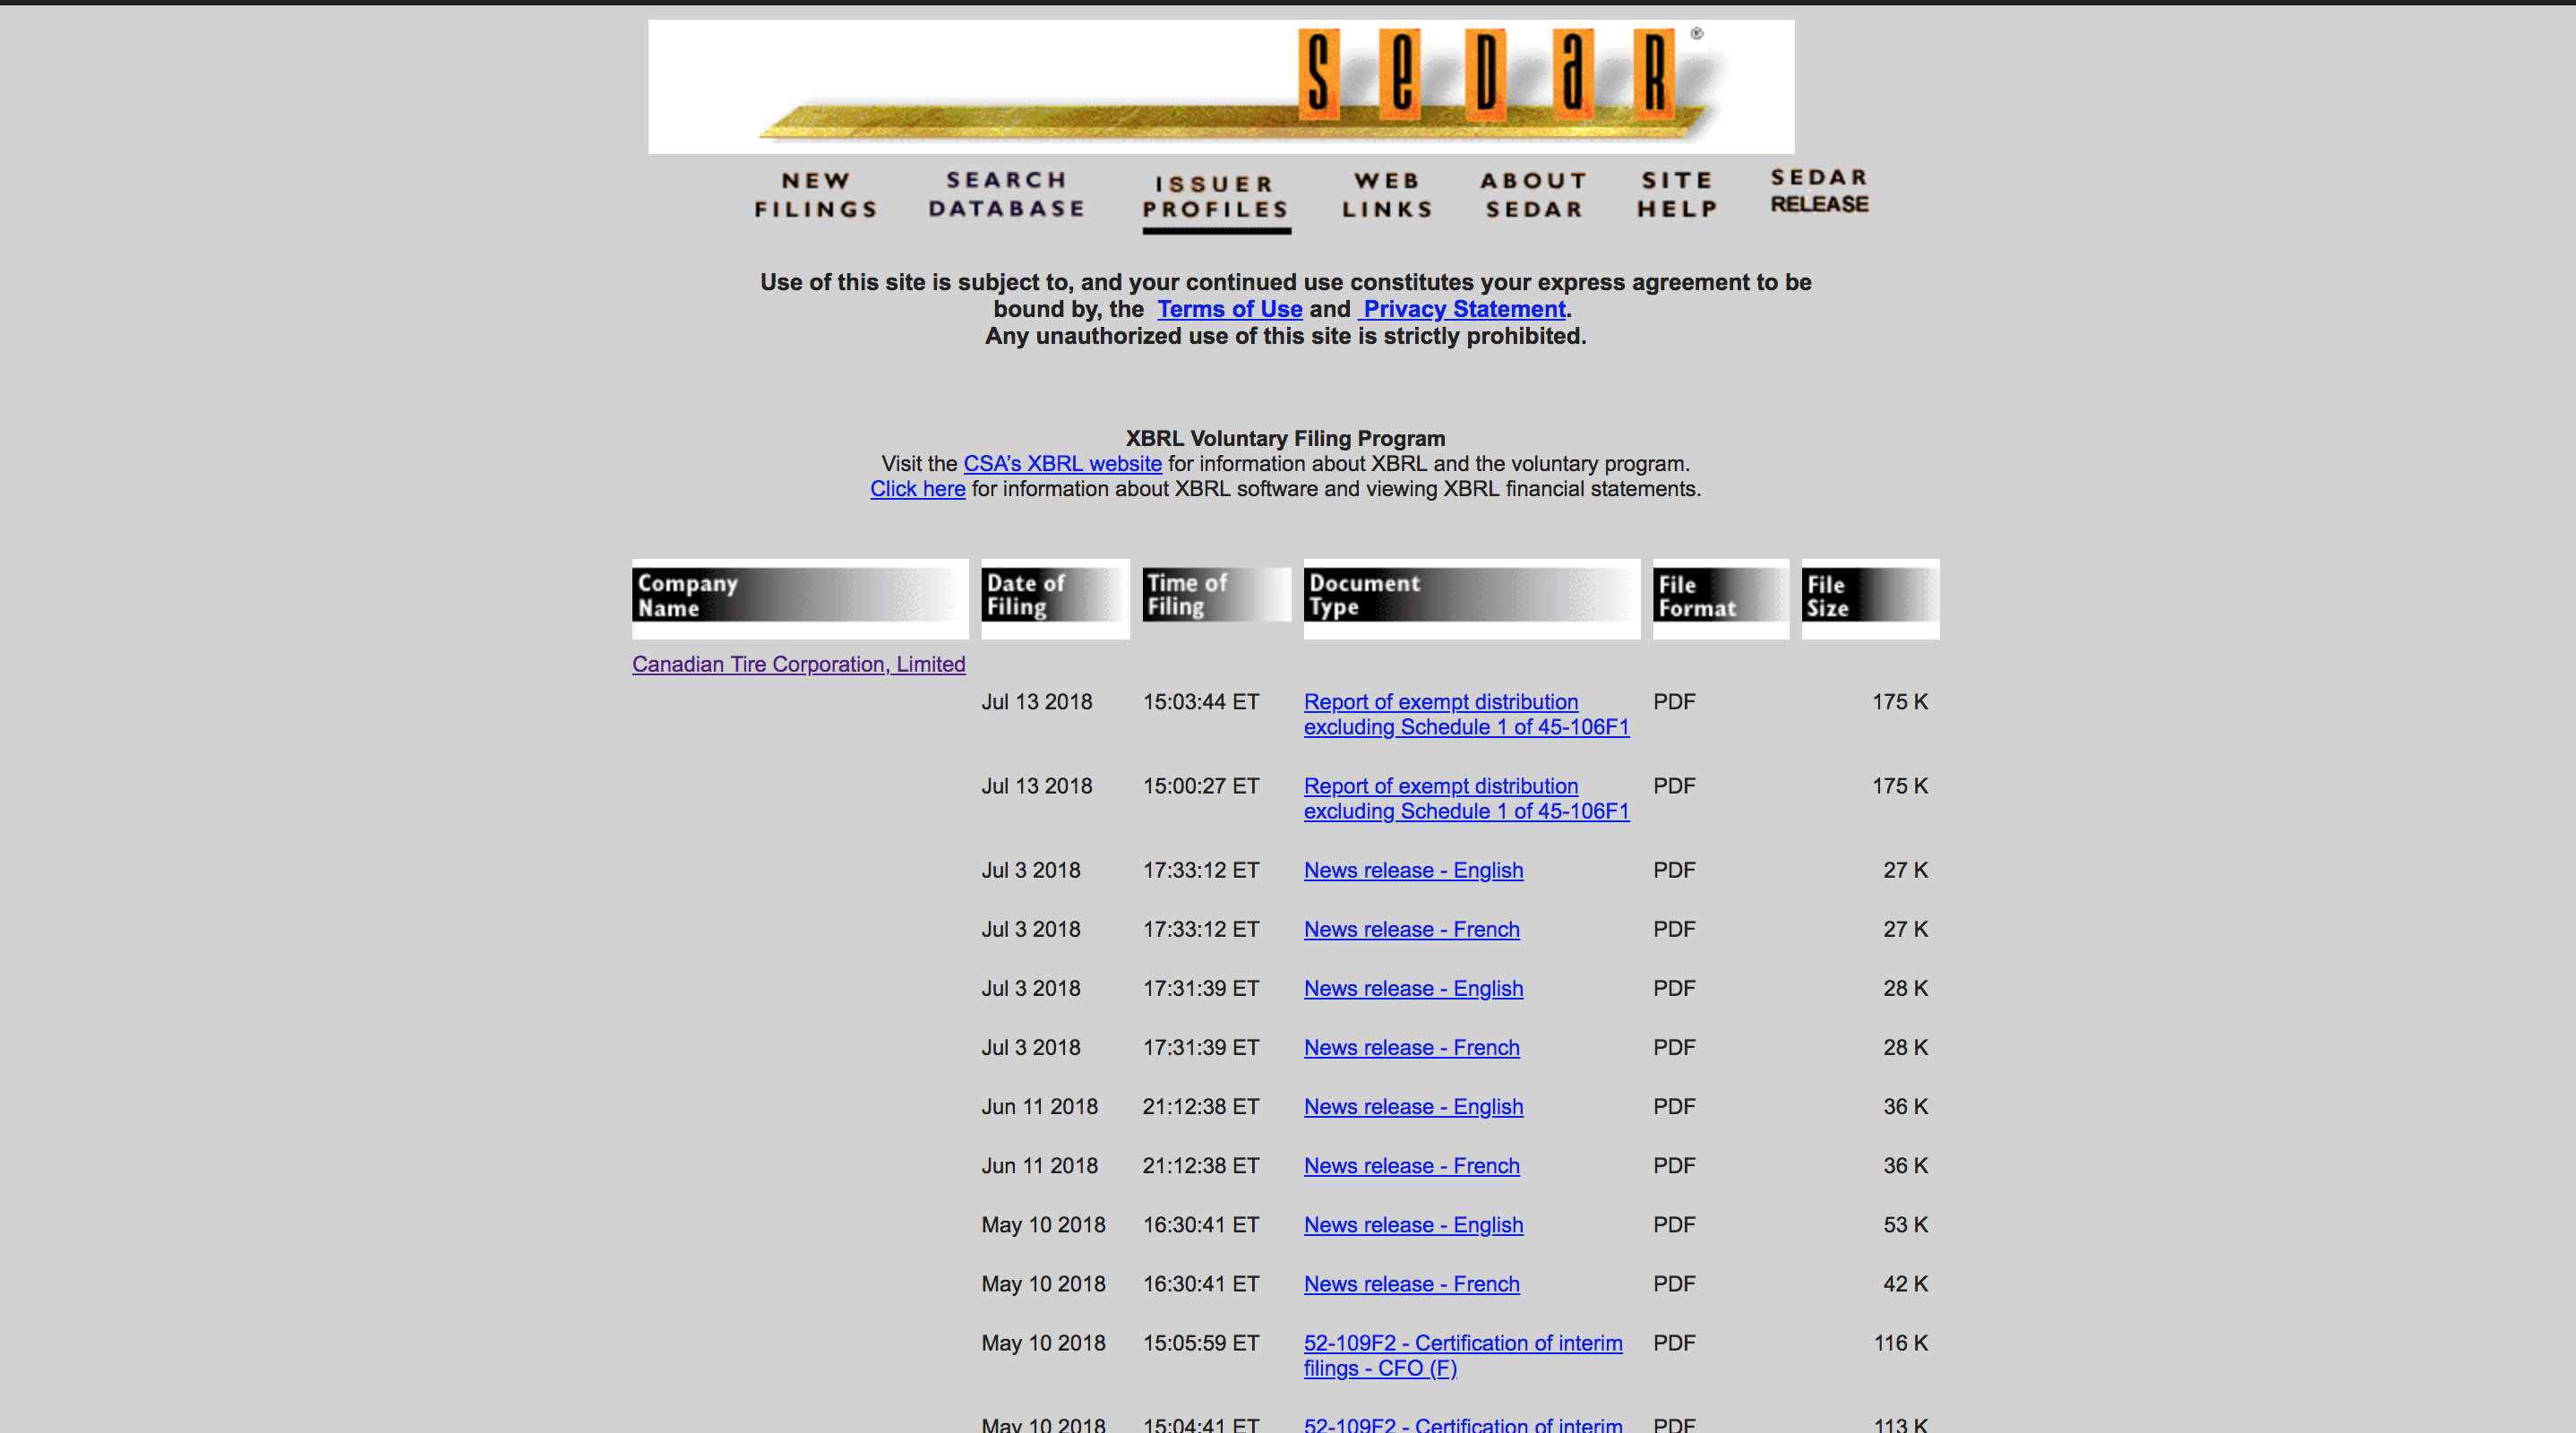 SeDaR ®
NEW FILINGS
SEARCH DATABASE
ISSUER PROFILES
WEB LINKS
ABOUT SEDAR
SITE HELP
SEDAR RELEASE
Use of this site is subject to, and your continued use constitutes your express agreement to be
bound by, the Terms of Use and Privacy Statement.
Any unauthorized use of this site is strictly prohibited.
XBRL Voluntary Filing Program
Visit the CSA's XBRL website for information about XBRL and the voluntary program.
Click here for information about XBRL software and viewing XBRL financial statements.
Company Name
Date of Filing
Time of Filing
Document Type
File Format
File Size
Canadian Tire Corporation, Limited
Jul 13 2018 15:03:44 ET Report of exempt distribution PDF 175 K
excluding Schedule 1 of 45-106F1
Jul 13 2018 15:00:27 ET Report of exempt distribution PDF 175 K
excluding Schedule 1 of 45-106F1
Jul 3 2018 17:33:12 ET News release - English PDF 27 K
Jul 3 2018 17:33:12 ET News release - French PDF 27 K
Jul 3 2018 17:31:39 ET News release - English PDF 28 K
Jul 3 2018 17:31:39 ET News release - French PDF 28 K
Jun 11 2018 21:12:38 ET News release - English PDF 36 K
Jun 11 2018 21:12:38 ET News release - French PDF 36 K
May 10 2018 16:30:41 ET News release - English PDF 53 K
May 10 2018 16:30:41 ET News release - French PDF 42 K
May 10 2018 15:05:59 ET 52-109F2 - Certification of interim PDF 116 K
filings - CFO (F)
May 10 2018 15:04:41 ET 52-109F2 - Certification of interim PDF 113 K